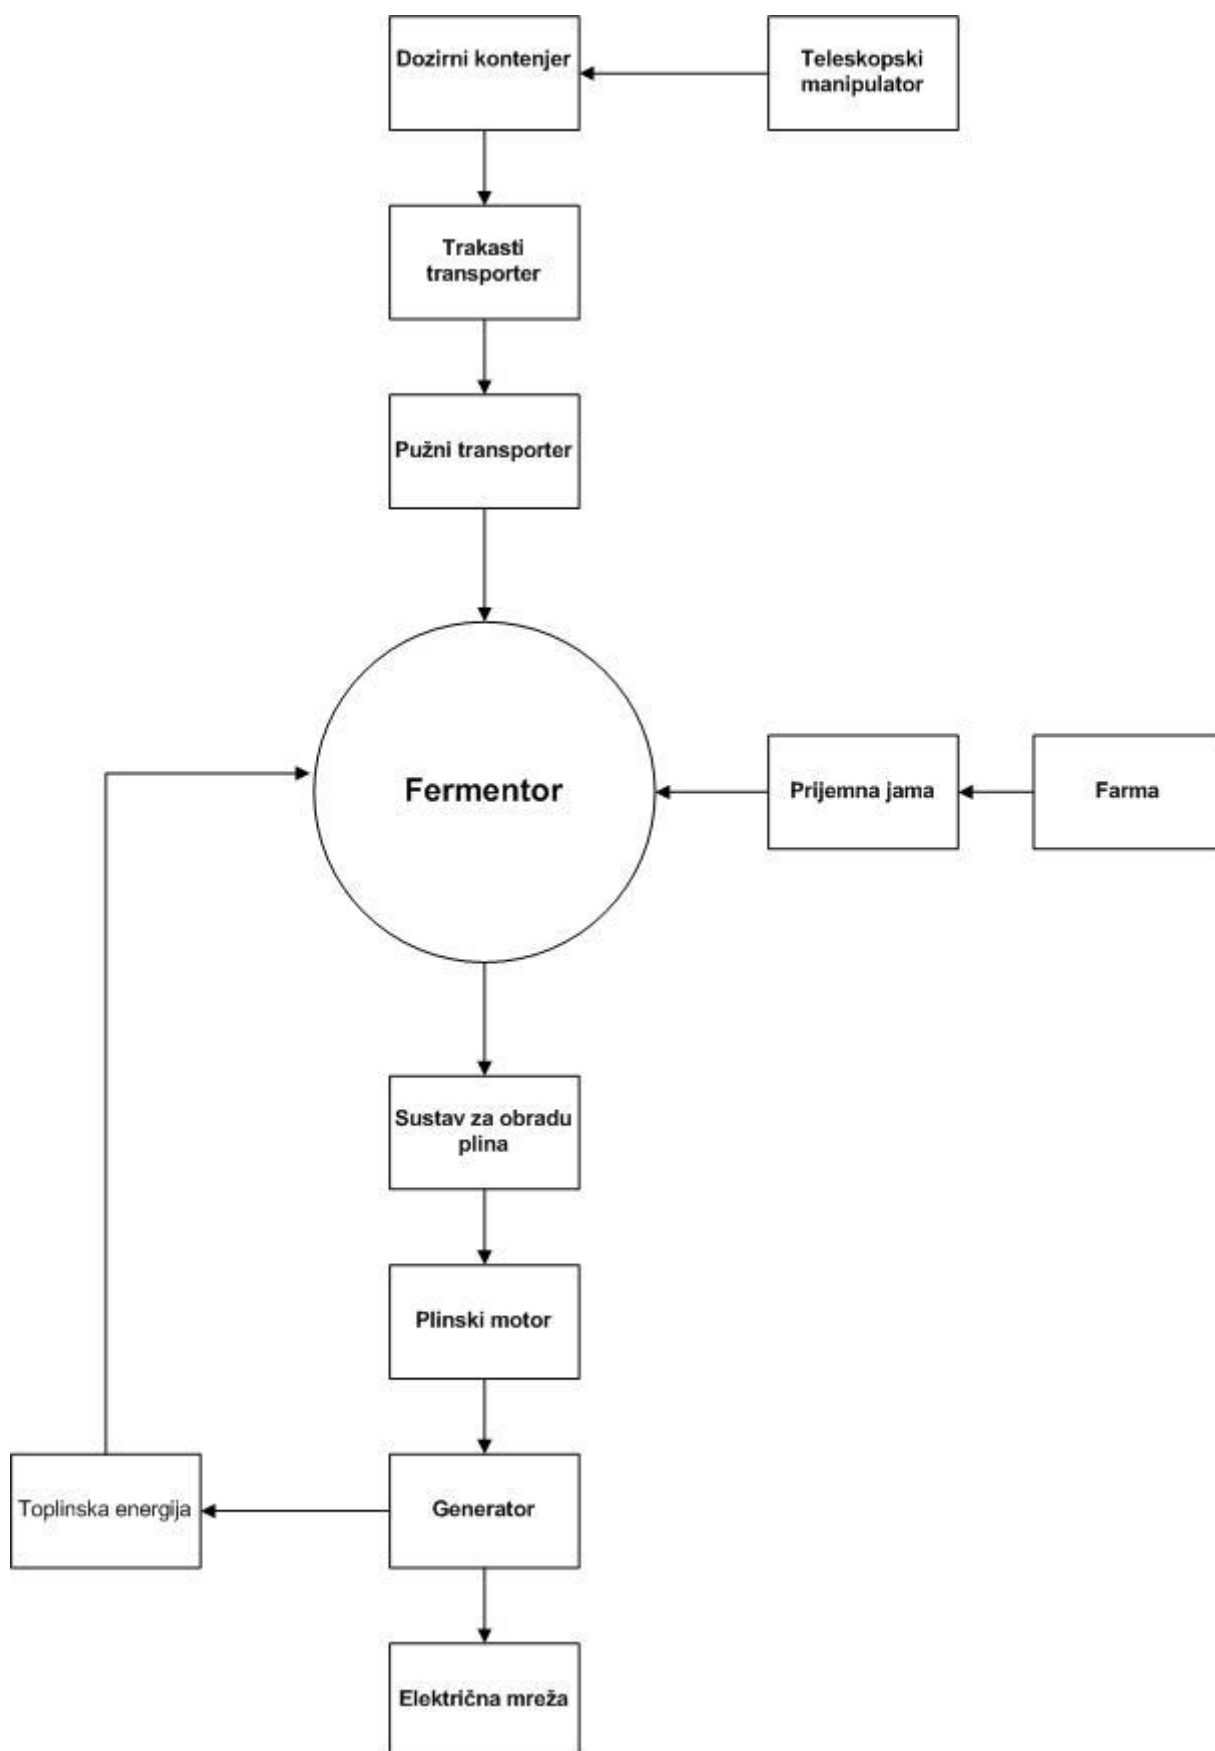 Dozirni kontenjer
Teleskopski
manipulator
Trakasti
transporter
Pužni transporter
Fermentor
Prijemna jama
Farma
Sustav za obradu
plina
Plinski motor
Toplinska energija
Generator
Elektrićna mreža